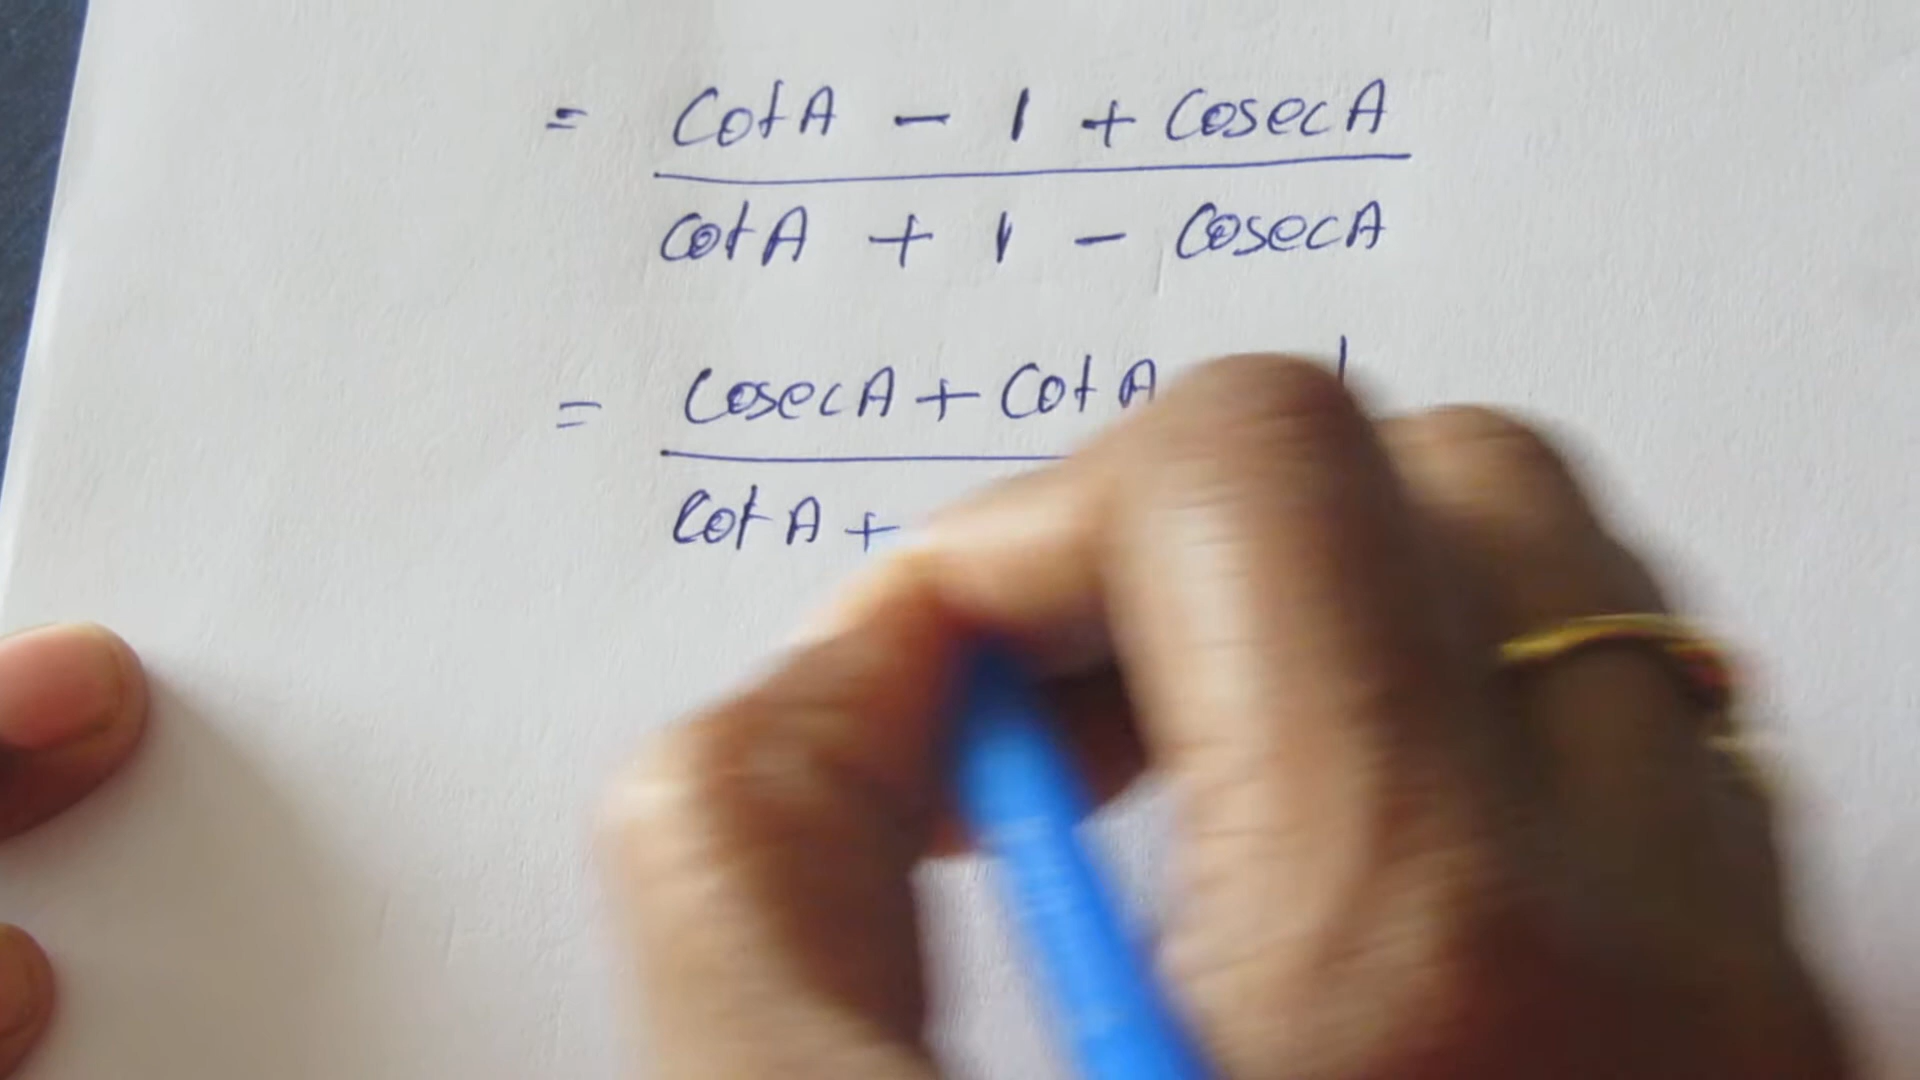 = CotA - 1 + CosecA
cotA + 1 - CosecA
= CosecA + CotA
CotA +